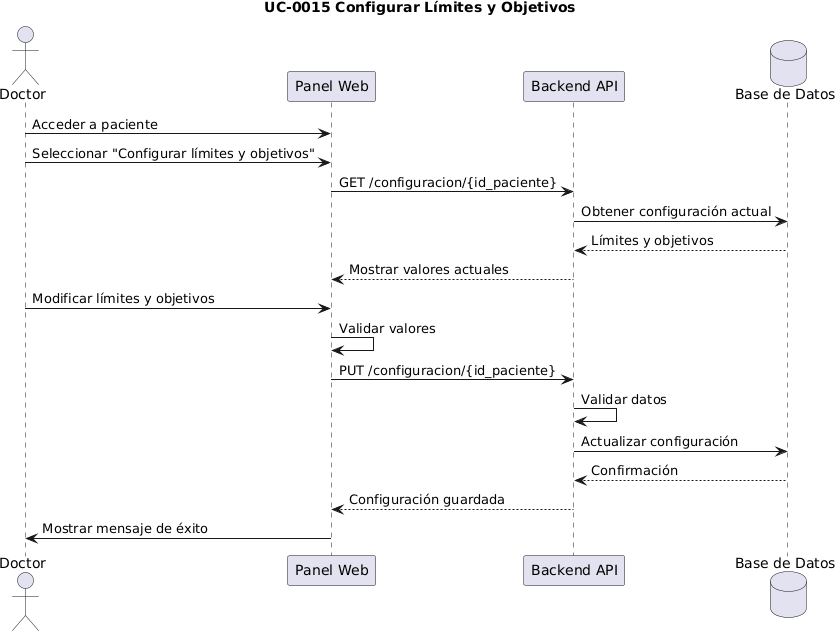 UC-0015 Configurar Límites y Objetivos
Doctor
Panel Web
Backend API
Base de Datos
Acceder a paciente
Seleccionar "Configurar límites y objetivos"
GET /configuracion/{id_paciente}
Obtener configuración actual
Límites y objetivos
Mostrar valores actuales
Modificar límites y objetivos
Validar valores
PUT /configuracion/{id_paciente}
Validar datos
Actualizar configuración
Confirmación
Configuración guardada
Mostrar mensaje de éxito
Doctor
Panel Web
Backend API
Base de Datos